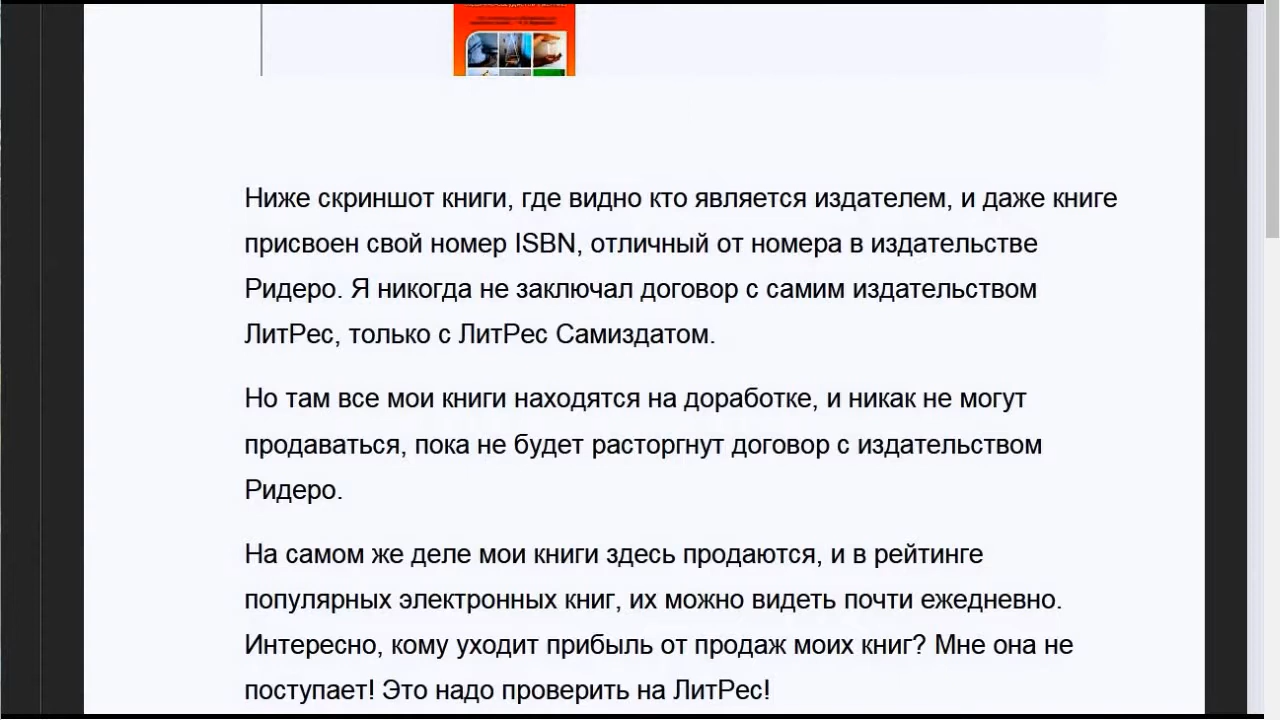 Ниже скриншот книги, где видно кто является издателем, и даже книге
присвоен свой номер ISBN, отличный от номера в издательстве
Ридеро. Я никогда не заключал договор с самим издательством
ЛитРес, только с ЛитРес Самиздатом.
Но там все мои книги находятся на доработке, и никак не могут
продаваться, пока не будет расторгнут договор с издательством
Ридеро.
На самом же деле мои книги здесь продаются, и в рейтинге
популярных электронных книг, их можно видеть почти ежедневно.
Интересно, кому уходит прибыль от продаж моих книг? Мне она не
поступает! Это надо проверить на ЛитРес!